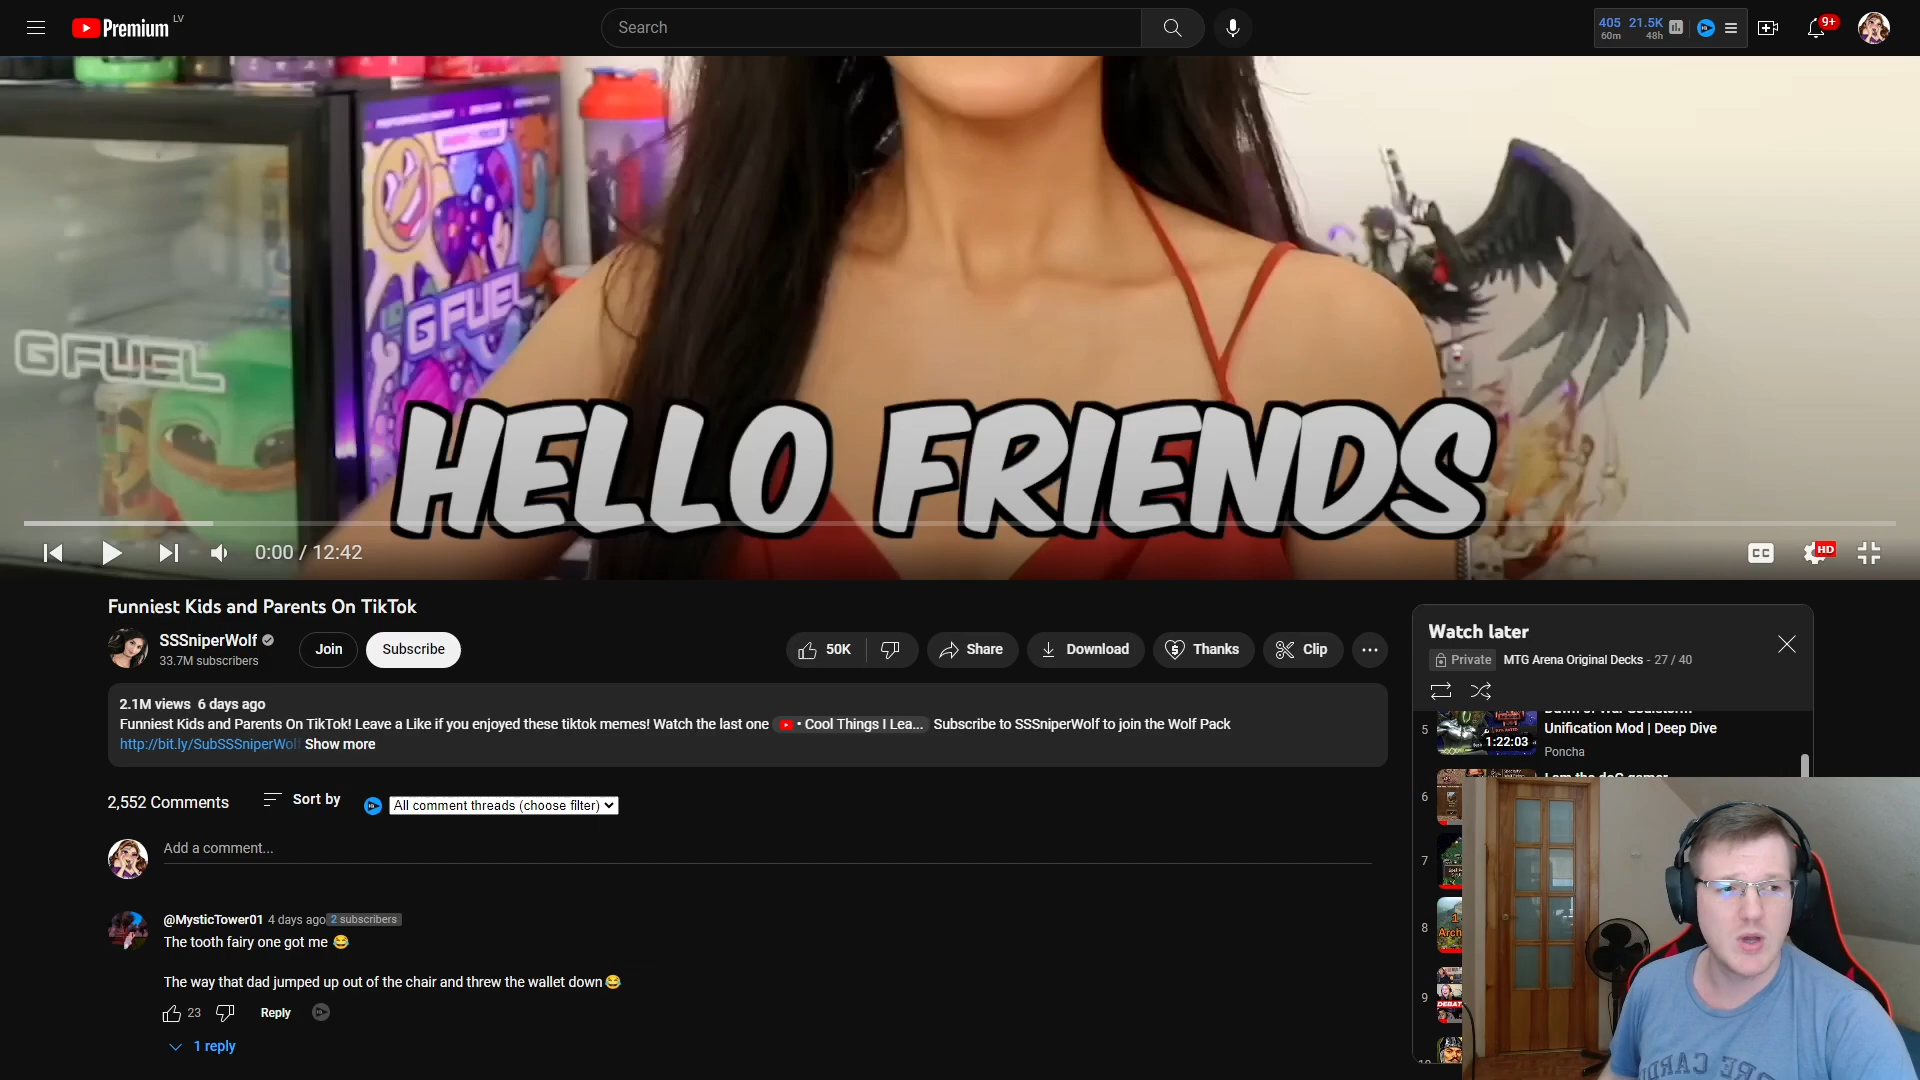 Premium LV
Search
405 21.5K
60m 48h
9+
GFUEL
GFUEL
HELLO FRIENDS
0:00 / 12:42
CC
HD
Funniest Kids and Parents On TikTok
SSSniperWolf
33.7M subscribers
Join
Subscribe
50K
Share
Download
Thanks
Clip
2.1M views 6 days ago
Funniest Kids and Parents On TikTok! Leave a Like if you enjoyed these tiktok memes! Watch the last one • Cool Things I Lea... Subscribe to SSSniperWolf to join the Wolf Pack
http://bit.ly/SubSSSniperWolf Show more
2,552 Comments
Sort by
All comment threads (choose filter)
Add a comment...
@MysticTower01 4 days ago 2 subscribers
The tooth fairy one got me 😂
The way that dad jumped up out of the chair and threw the wallet down😂
23
Reply
1 reply
Watch later
Private MTG Arena Original Decks - 27 / 40
5
1:22:03
Unification Mod | Deep Dive
Poncha
6
7
8
Arch
9
DEBAT